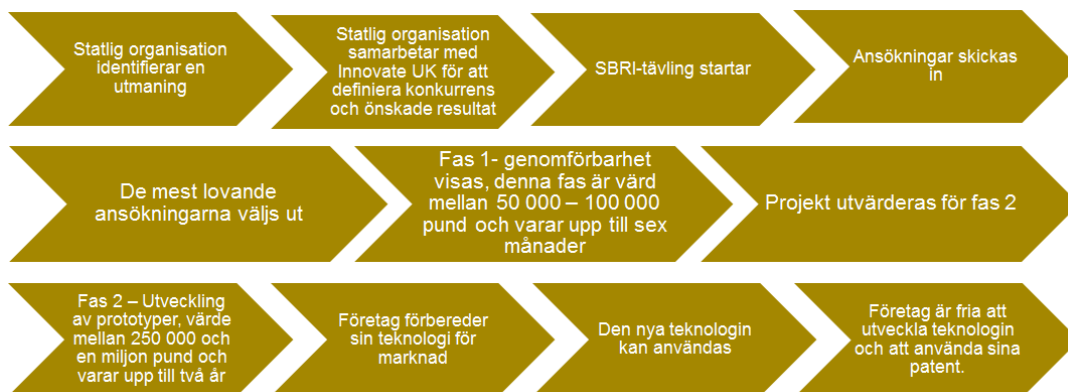 Statlig organisation
identifierar en
utmaning
Statlig organisation
samarbetar med
Innovate UK för att
definiera konkurrens
och önskade resultat
SBRI-tävling startar
Ansökningar skickas
in
De mest lovande
ansökningarna väljs ut
Fas 1- genomförbarhet
visas, denna fas är värd
mellan 50 000 – 100 000
pund och varar upp till sex
månader
Projekt utvärderas för fas 2
Fas 2 – Utveckling
av prototyper, värde
mellan 250 000 och
en miljon pund och
varar upp till två år
Företag förbereder
sin teknologi för
marknad
Den nya teknologin
kan användas
Företag är fria att
utveckla teknologin
och att använda sina
patent.